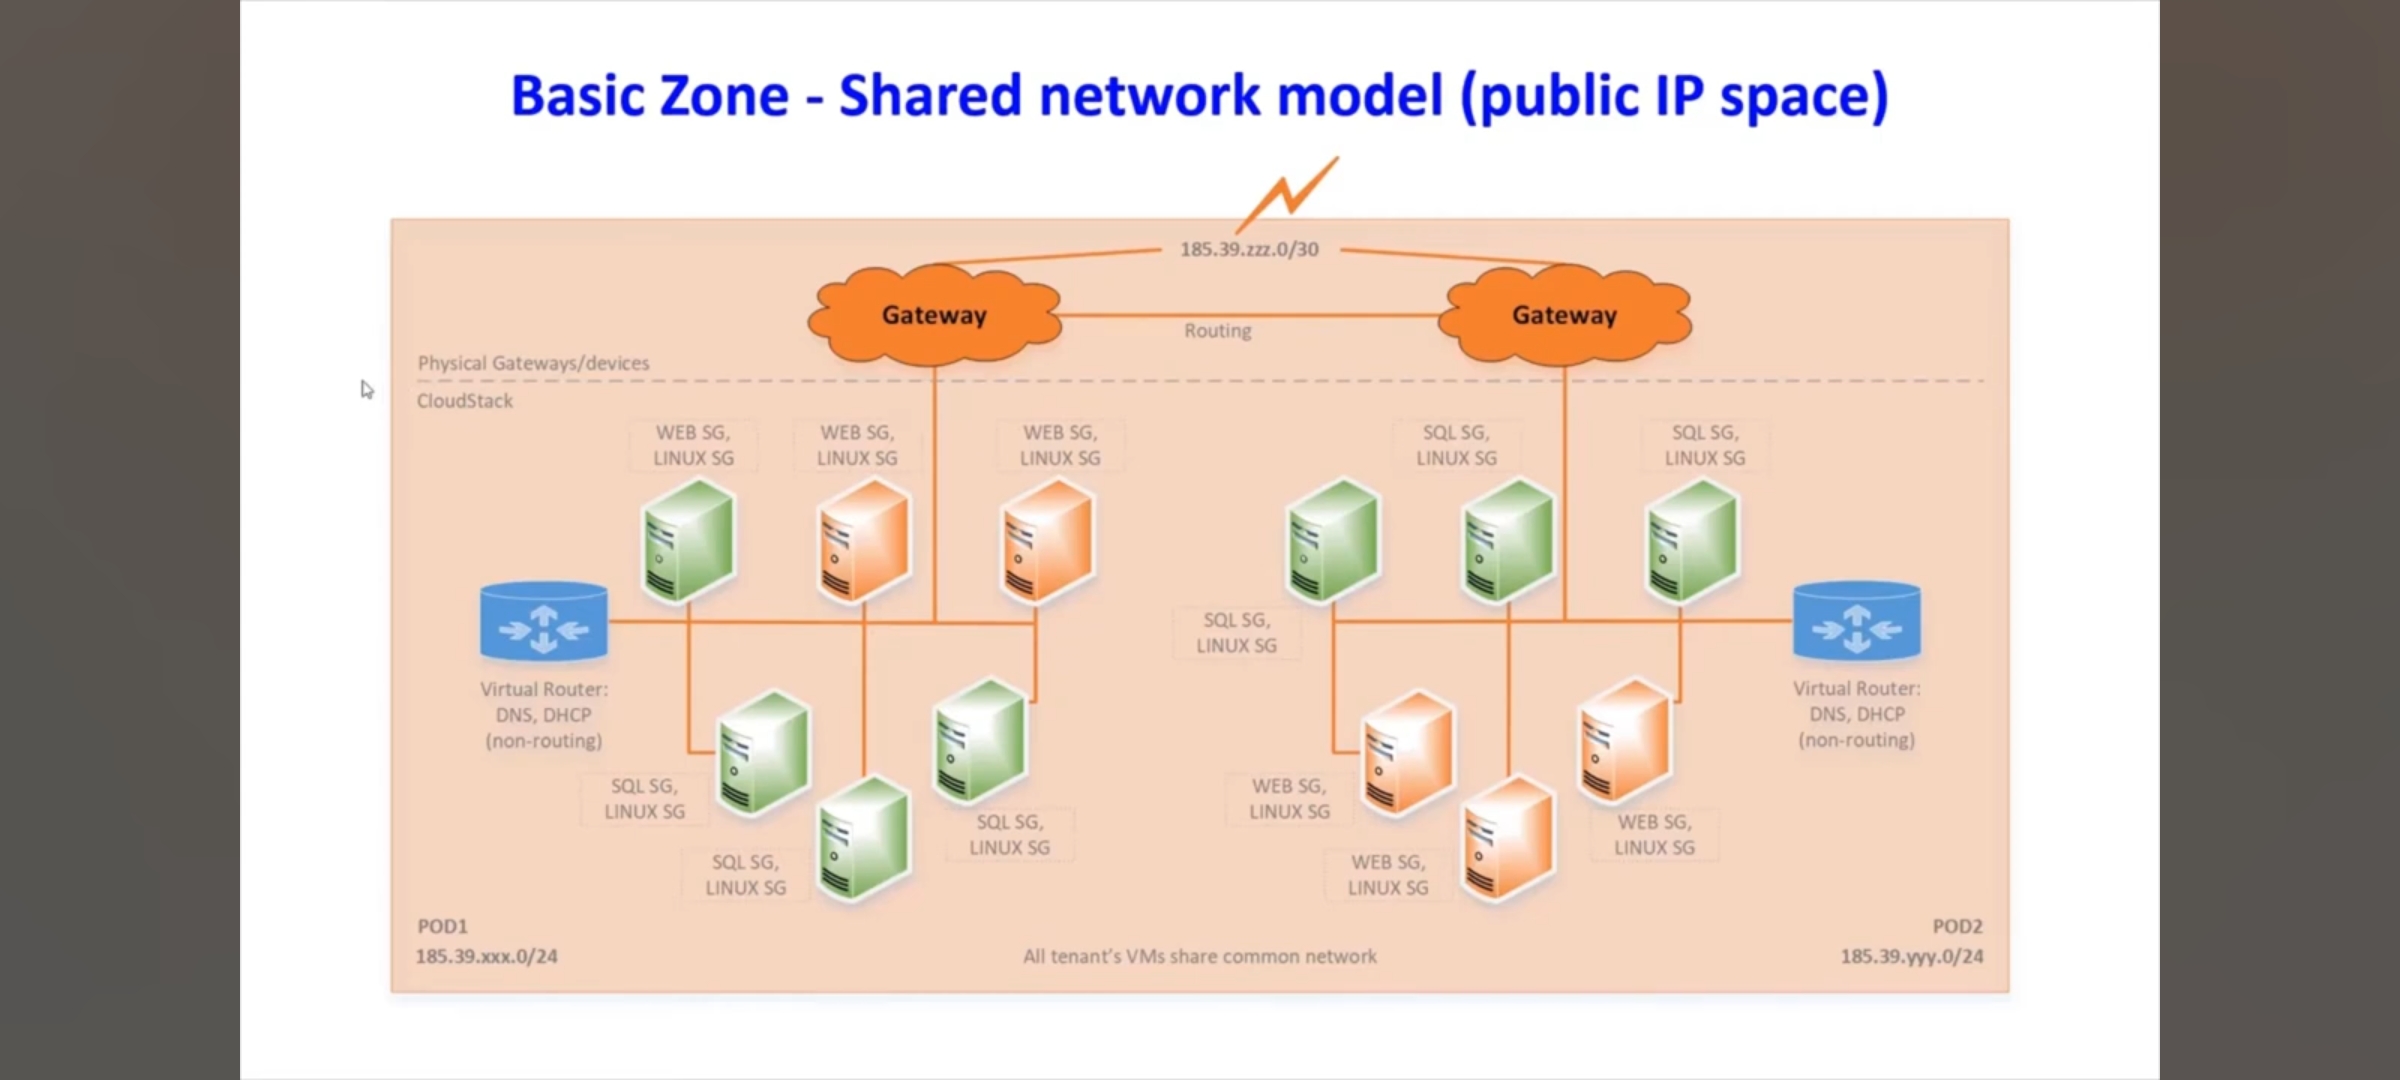 Basic Zone - Shared network model (public IP space)
185.39.zzz.0/30
Gateway
Gateway
Routing
Physical Gateways/devices
CloudStack
WEB SG,
LINUX SG
WEB SG,
LINUX SG
WEB SG,
LINUX SG
SQL SG,
LINUX SG
SQL SG,
LINUX SG
SQL SG,
LINUX SG
Virtual Router:
DNS, DHCP
(non-routing)
Virtual Router:
DNS, DHCP
(non-routing)
SQL SG,
LINUX SG
SQL SG,
LINUX SG
SQL SG,
LINUX SG
WEB SG,
LINUX SG
WEB SG,
LINUX SG
WEB SG,
LINUX SG
POD1
185.39.xxx.0/24
All tenant's VMs share common network
POD2
185.39.yyy.0/24